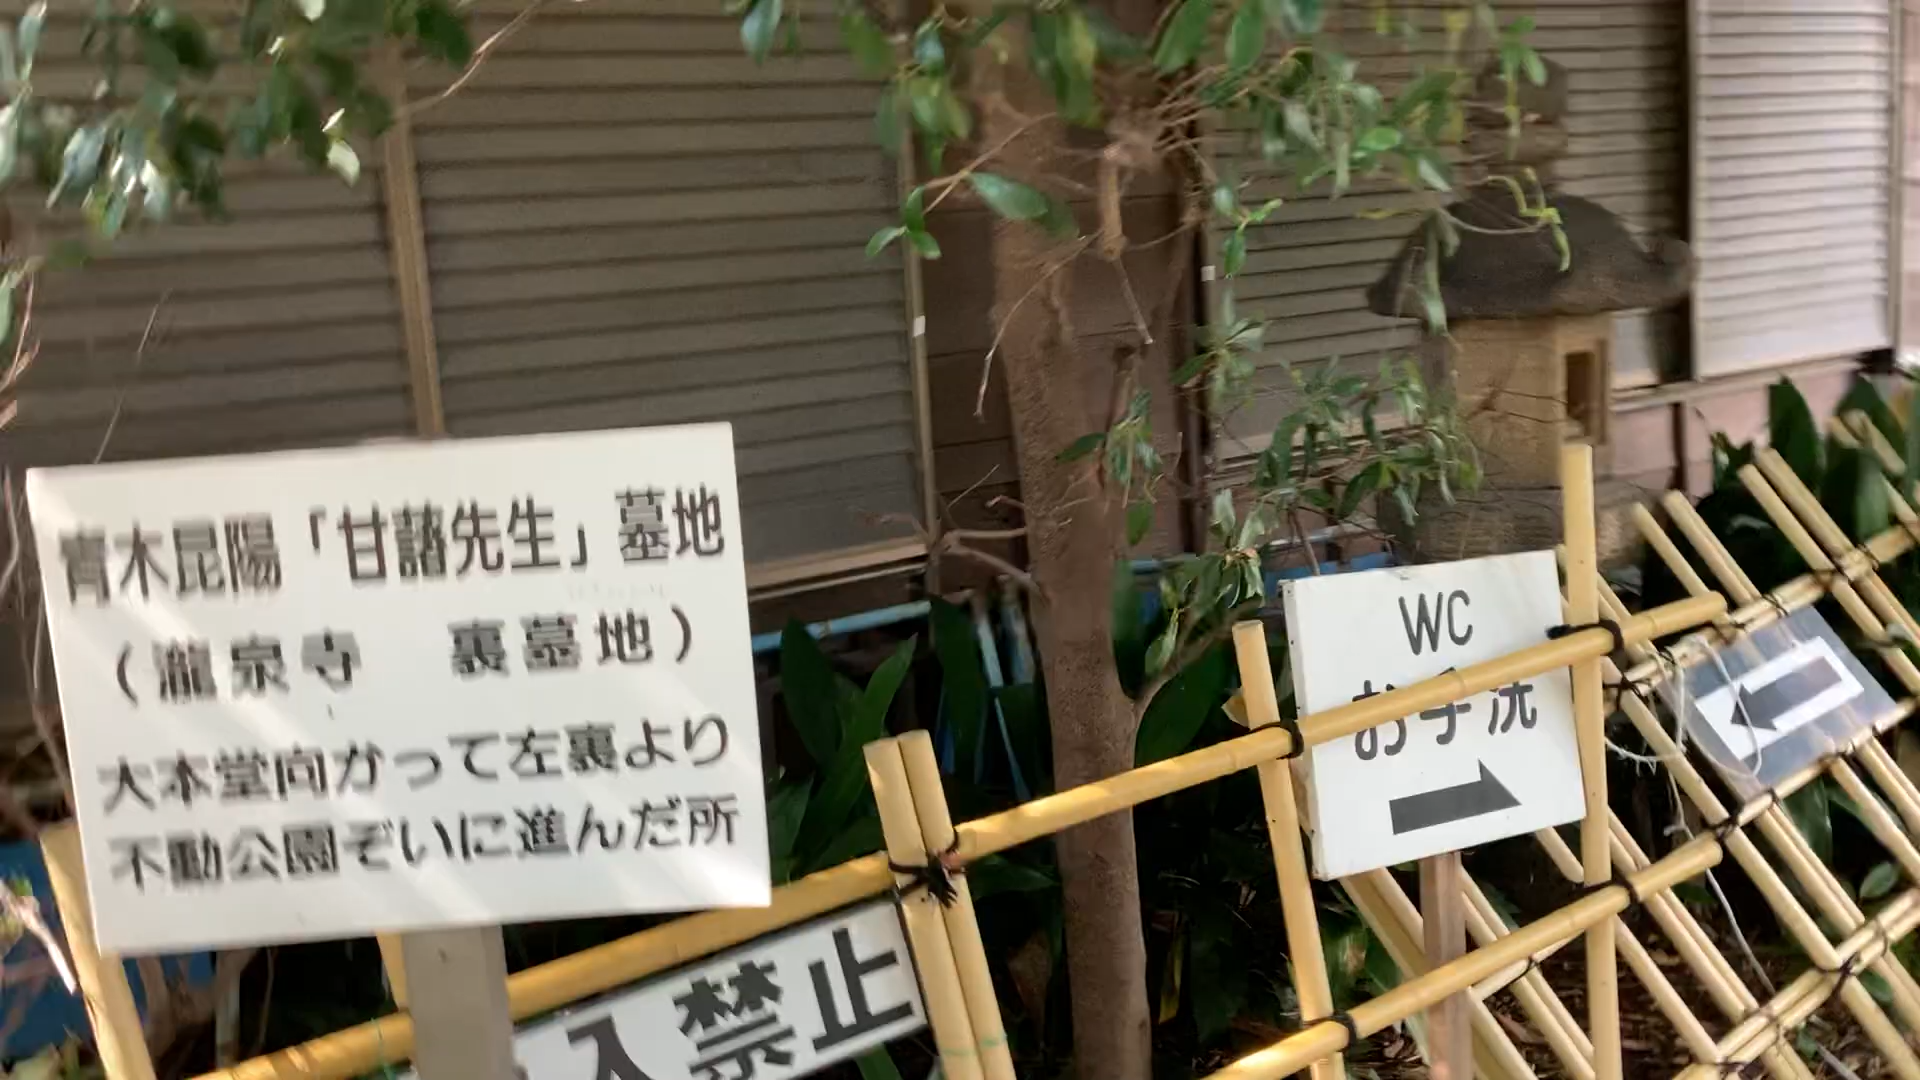 青木昆陽「甘藷先生」墓地
(瀧泉寺 裏墓地)
大本堂向かって左裏より
不動公園ぞいに進んだ所
入禁止
WC
お手洗